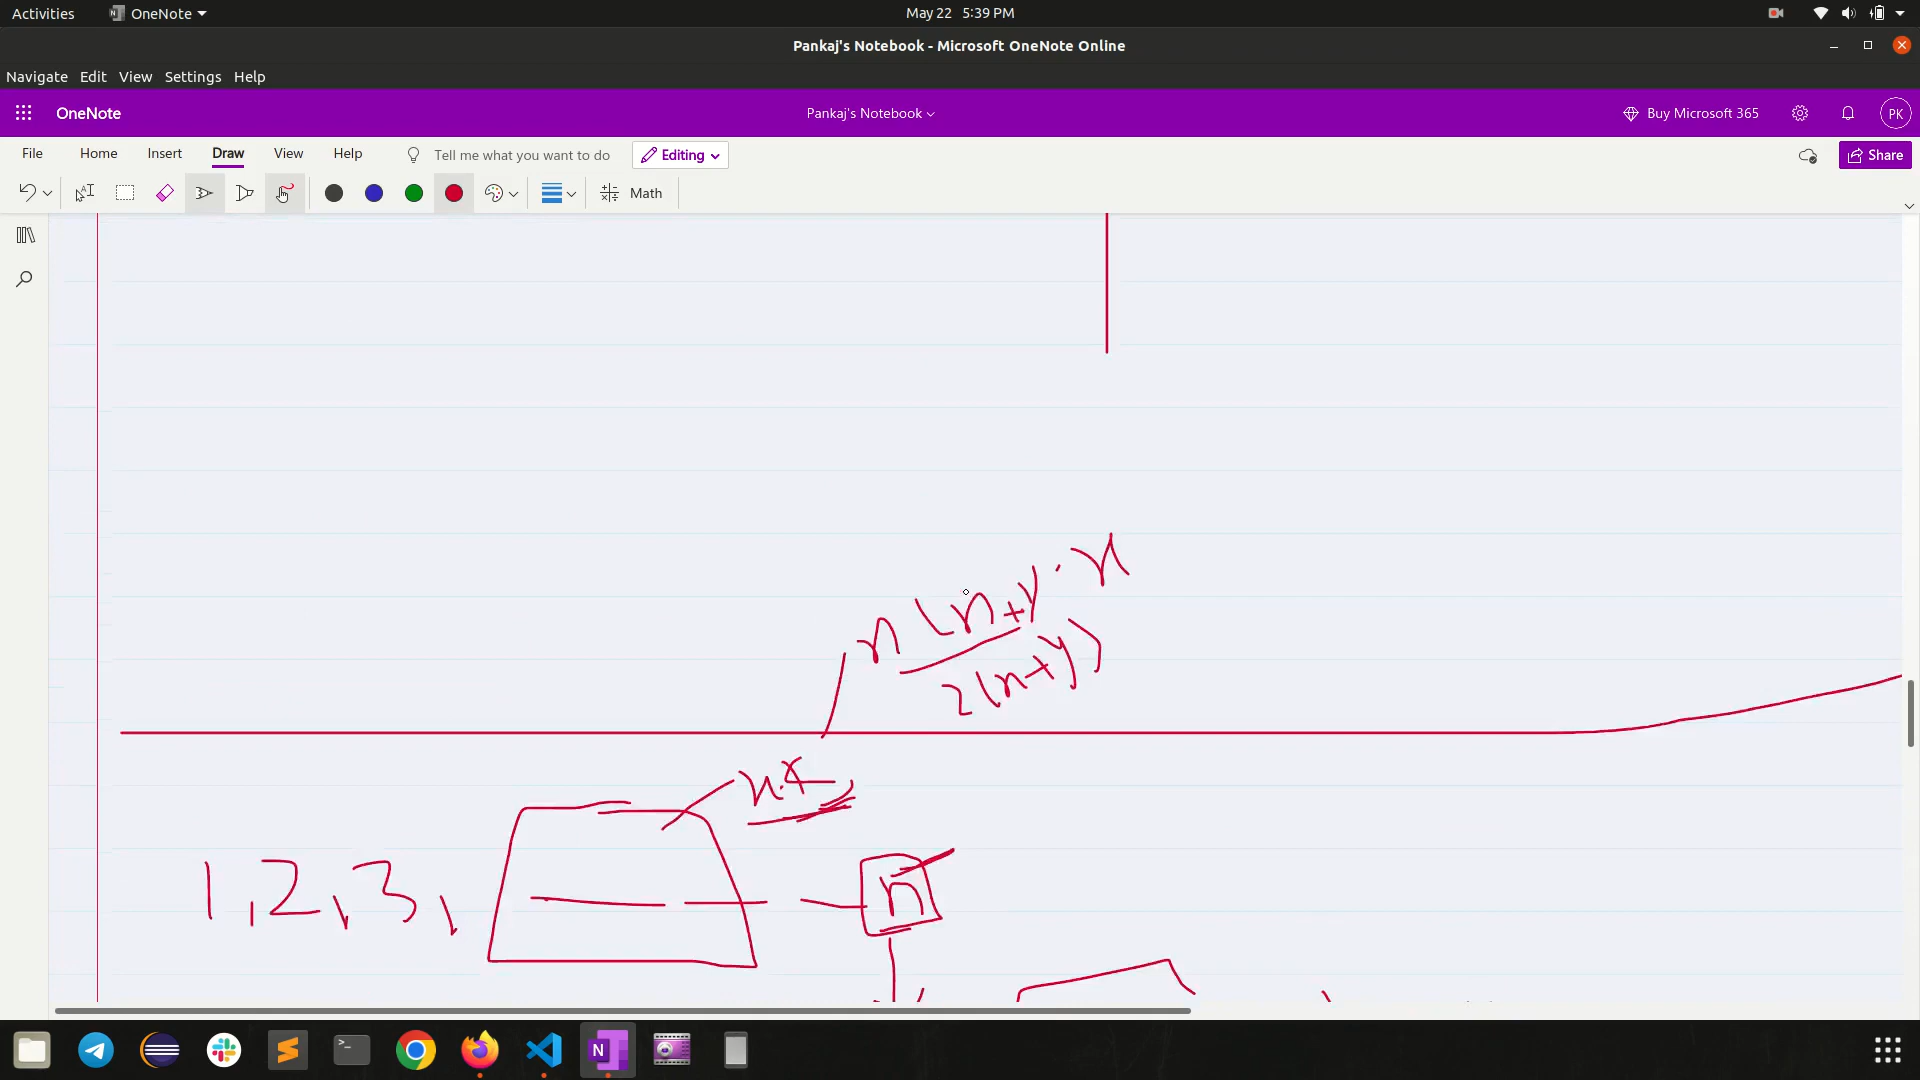 Activities OneNote May 22 5:39 PM
Pankaj's Notebook - Microsoft OneNote Online
Navigate Edit View Settings Help
OneNote Pankaj's Notebook Buy Microsoft 365 PK
File Home Insert Draw View Help Tell me what you want to do Editing Share
Math
n(n+y).x
2(n+y)
n.x
1,2,3, n